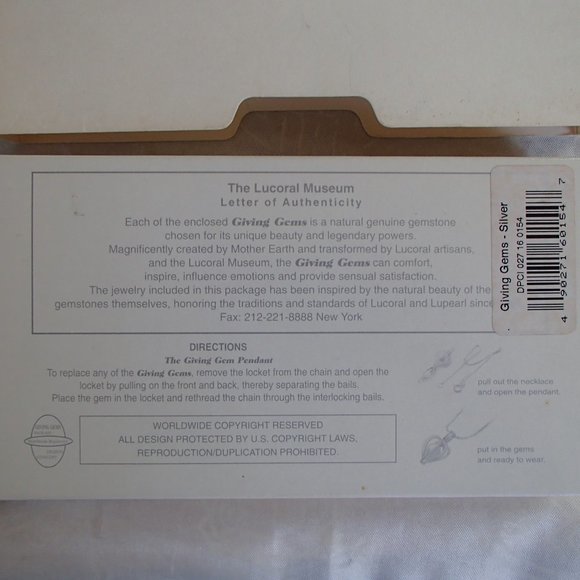 The Lucoral Museum
Letter of Authenticity
Each of the enclosed Giving Gems is a natural genuine gemstone
chosen for its unique beauty and legendary powers.
Magnificently created by Mother Earth and transformed by Lucoral artisans,
and the Lucoral Museum, the Giving Gems can comfort,
inspire, influence emotions and provide sensual satisfaction.
The jewelry included in this package has been inspired by the natural beauty of the
gemstones themselves, honoring the traditions and standards of Lucoral and Lupearl since
Fax: 212-221-8888 New York
Giving Gems - Silver
DPCI 027 16 0154
4 90271 60154 7
DIRECTIONS
The Giving Gem Pendant
To replace any of the Giving Gems, remove the locket from the chain and open the
locket by pulling on the front and back, thereby separating the bails.
Place the gem in the locket and rethread the chain through the interlocking bails.
pull out the necklace
and open the pendant.
put in the gems
and ready to wear.
GIVING GEMS
WORLDWIDE COPYRIGHT RESERVED
ALL DESIGN PROTECTED BY U.S. COPYRIGHT LAWS,
REPRODUCTION/DUPLICATION PROHIBITED.